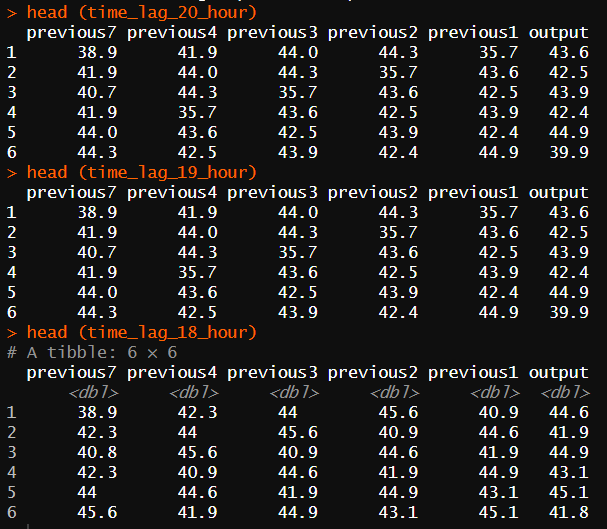 > head (time_lag_20_hour)
previous7 previous4 previous3 previous2 previous1 output
1 38.9 41.9 44.0 44.3 35.7 43.6
2 41.9 44.0 44.3 35.7 43.6 42.5
3 40.7 44.3 35.7 43.6 42.5 43.9
4 41.9 35.7 43.6 42.5 43.9 42.4
5 44.0 43.6 42.5 43.9 42.4 44.9
6 44.3 42.5 43.9 42.4 44.9 39.9
> head (time_lag_19_hour)
previous7 previous4 previous3 previous2 previous1 output
1 38.9 41.9 44.0 44.3 35.7 43.6
2 41.9 44.0 44.3 35.7 43.6 42.5
3 40.7 44.3 35.7 43.6 42.5 43.9
4 41.9 35.7 43.6 42.5 43.9 42.4
5 44.0 43.6 42.5 43.9 42.4 44.9
6 44.3 42.5 43.9 42.4 44.9 39.9
> head (time_lag_18_hour)
# A tibble: 6 × 6
previous7 previous4 previous3 previous2 previous1 output
<dbl> <dbl> <dbl> <dbl> <dbl> <dbl>
1 38.9 42.3 44 45.6 40.9 44.6
2 42.3 44 45.6 40.9 44.6 41.9
3 40.8 45.6 40.9 44.6 41.9 44.9
4 42.3 40.9 44.6 41.9 44.9 43.1
5 44 44.6 41.9 44.9 43.1 45.1
6 45.6 41.9 44.9 43.1 45.1 41.8